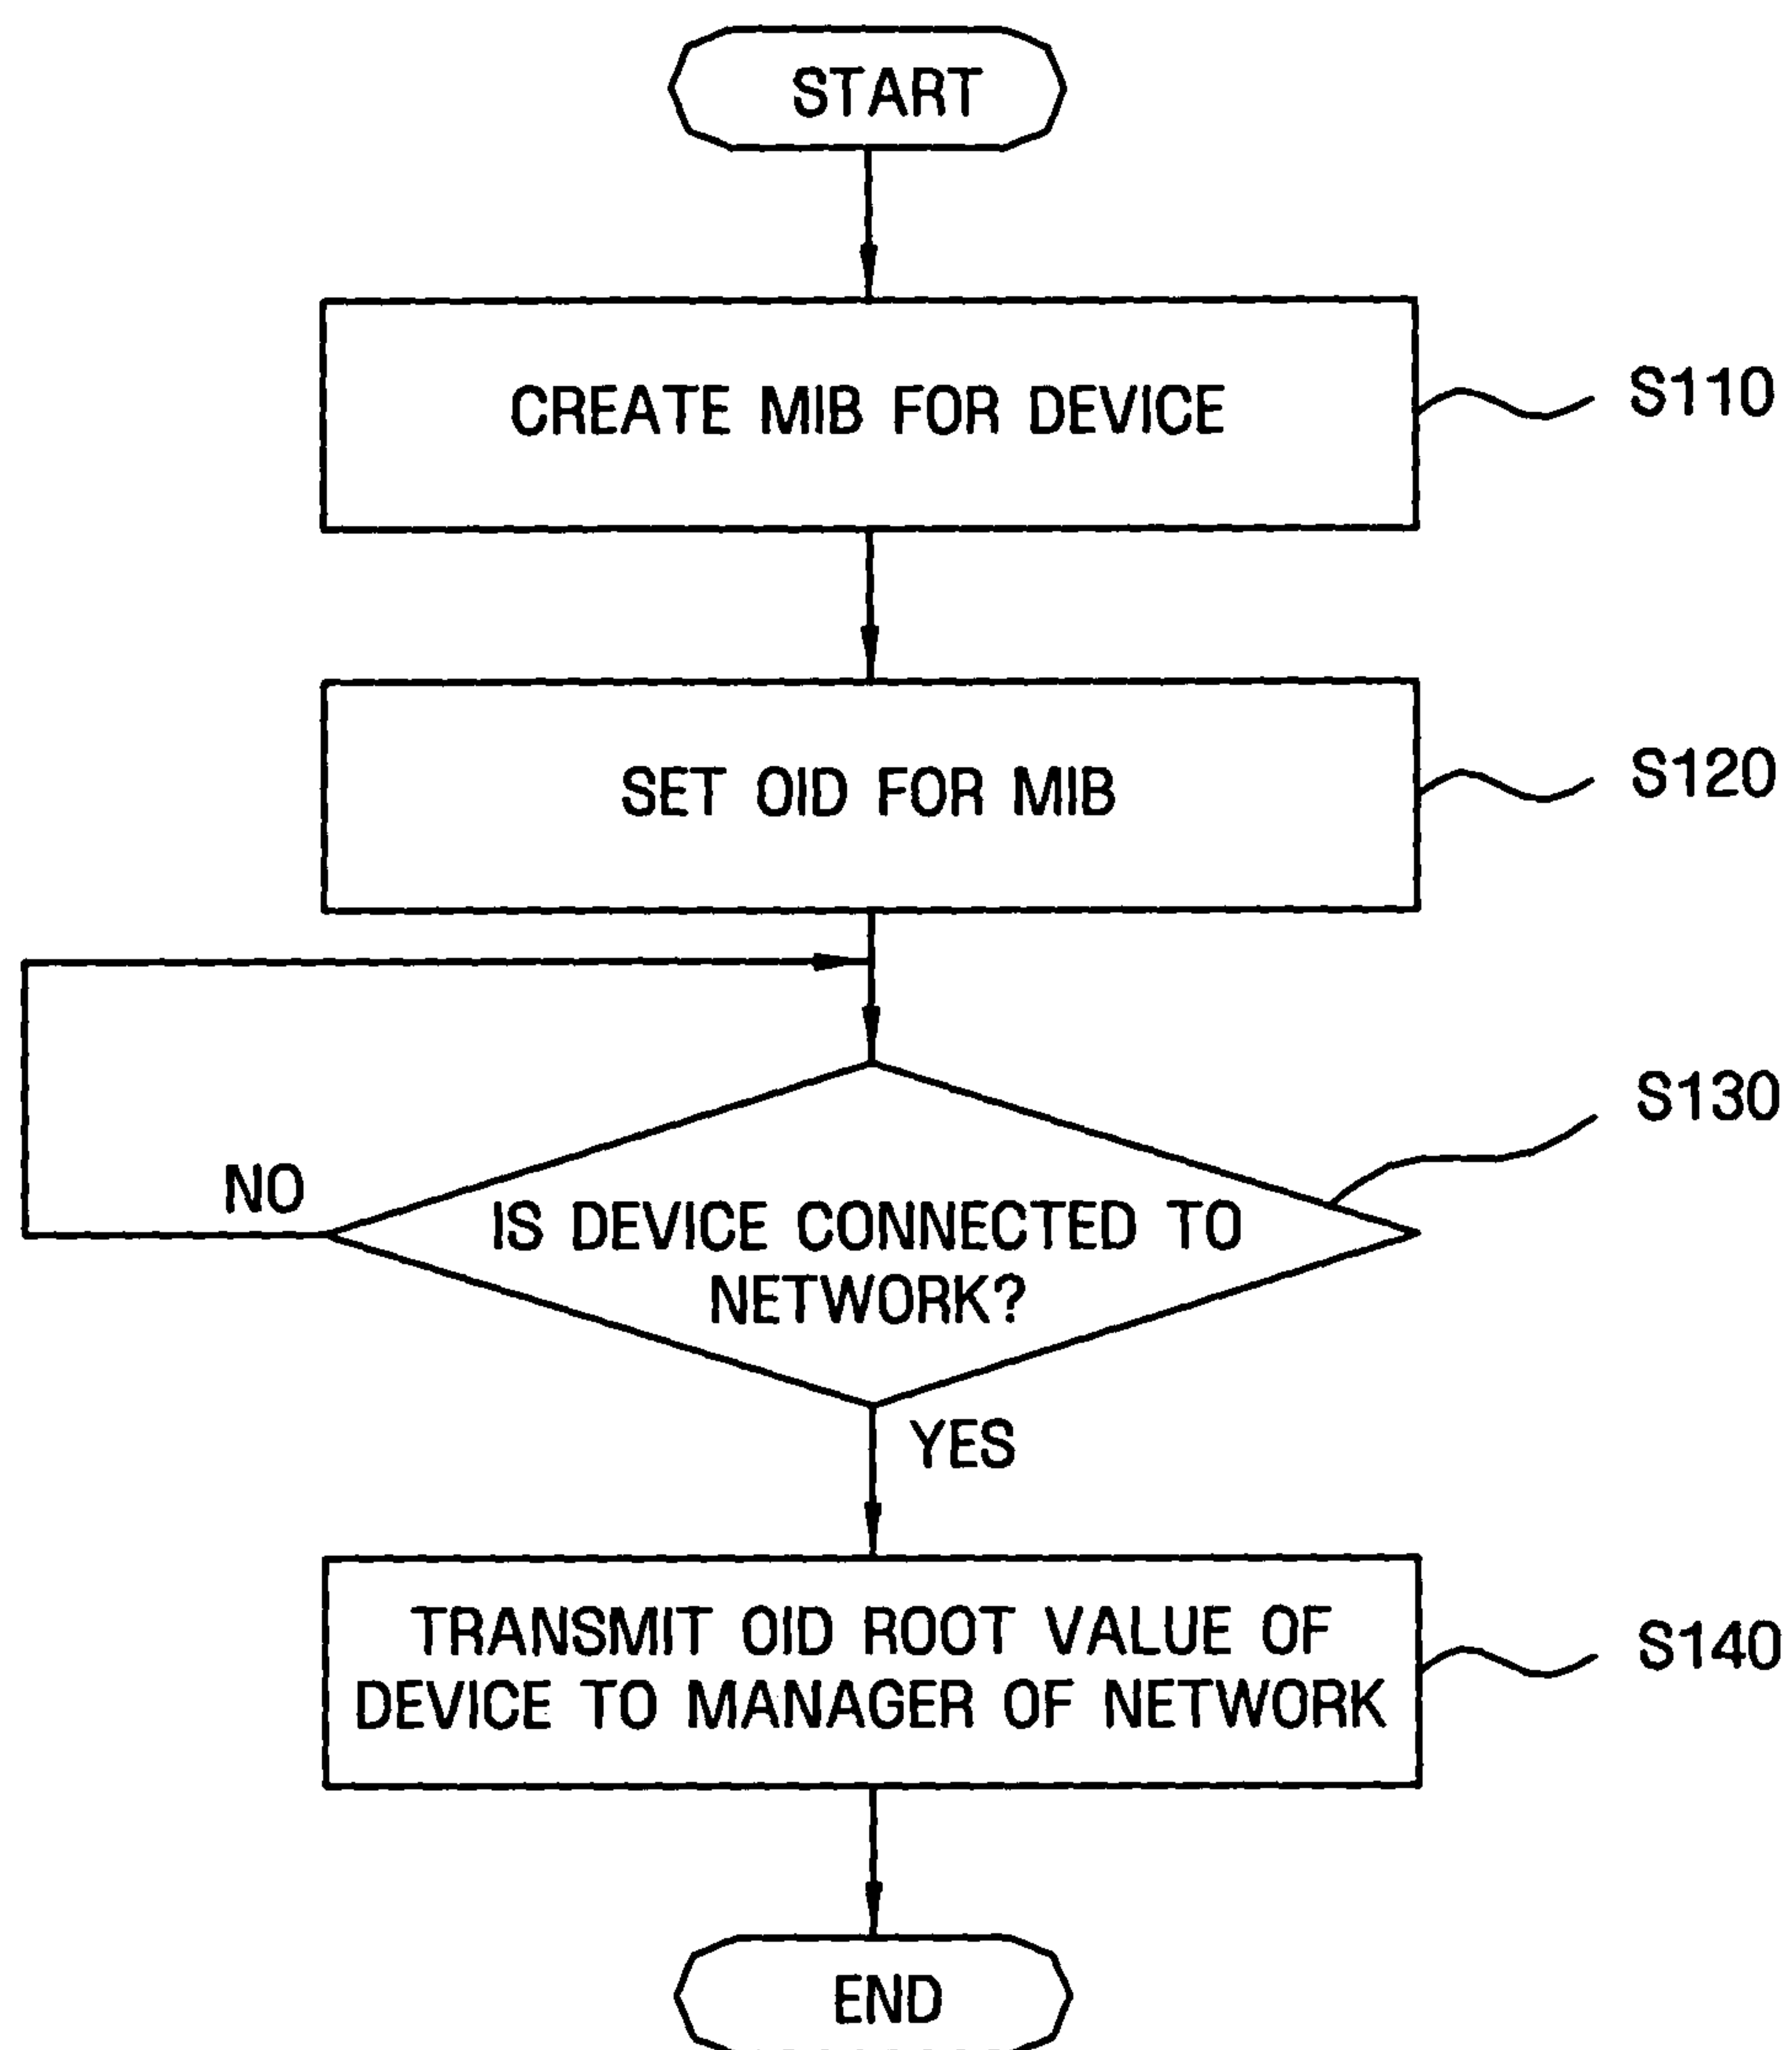 START
CREATE MIB FOR DEVICE
S110
SET OID FOR MIB
S120
S130
NO
IS DEVICE CONNECTED TO
NETWORK?
YES
TRANSMIT OID ROOT VALUE OF
DEVICE TO MANAGER OF NETWORK
S140
END